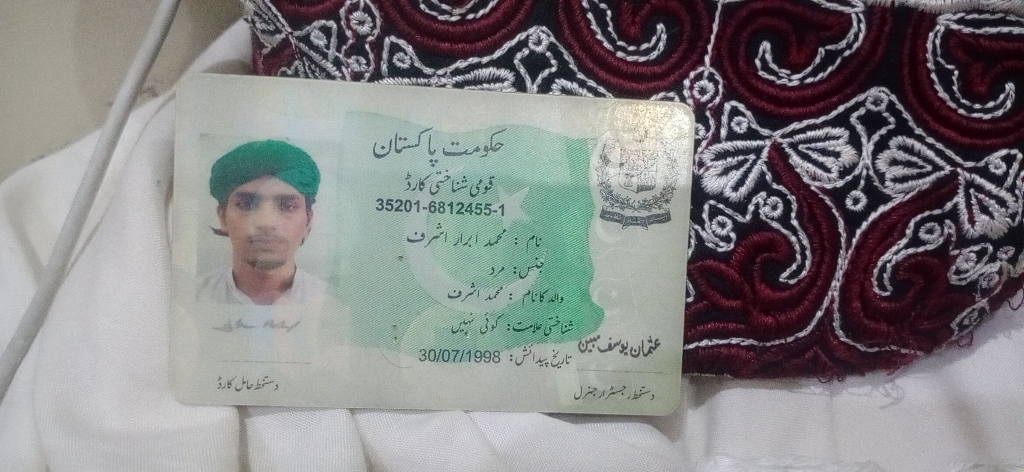 حکومت پاکستان
قومی شناختی کارڈ
35201-6812455-1
نام : محمد ابرار اشرف
جنس: مرد
والد کا نام : محمد اشرف
شناختی علامت: کوئی نہیں
تاریخ پیدائش: 30/07/1998
عثمان یوسف مبین
دستخط حامل کارڈ
دستخط رجسٹرار جنرل